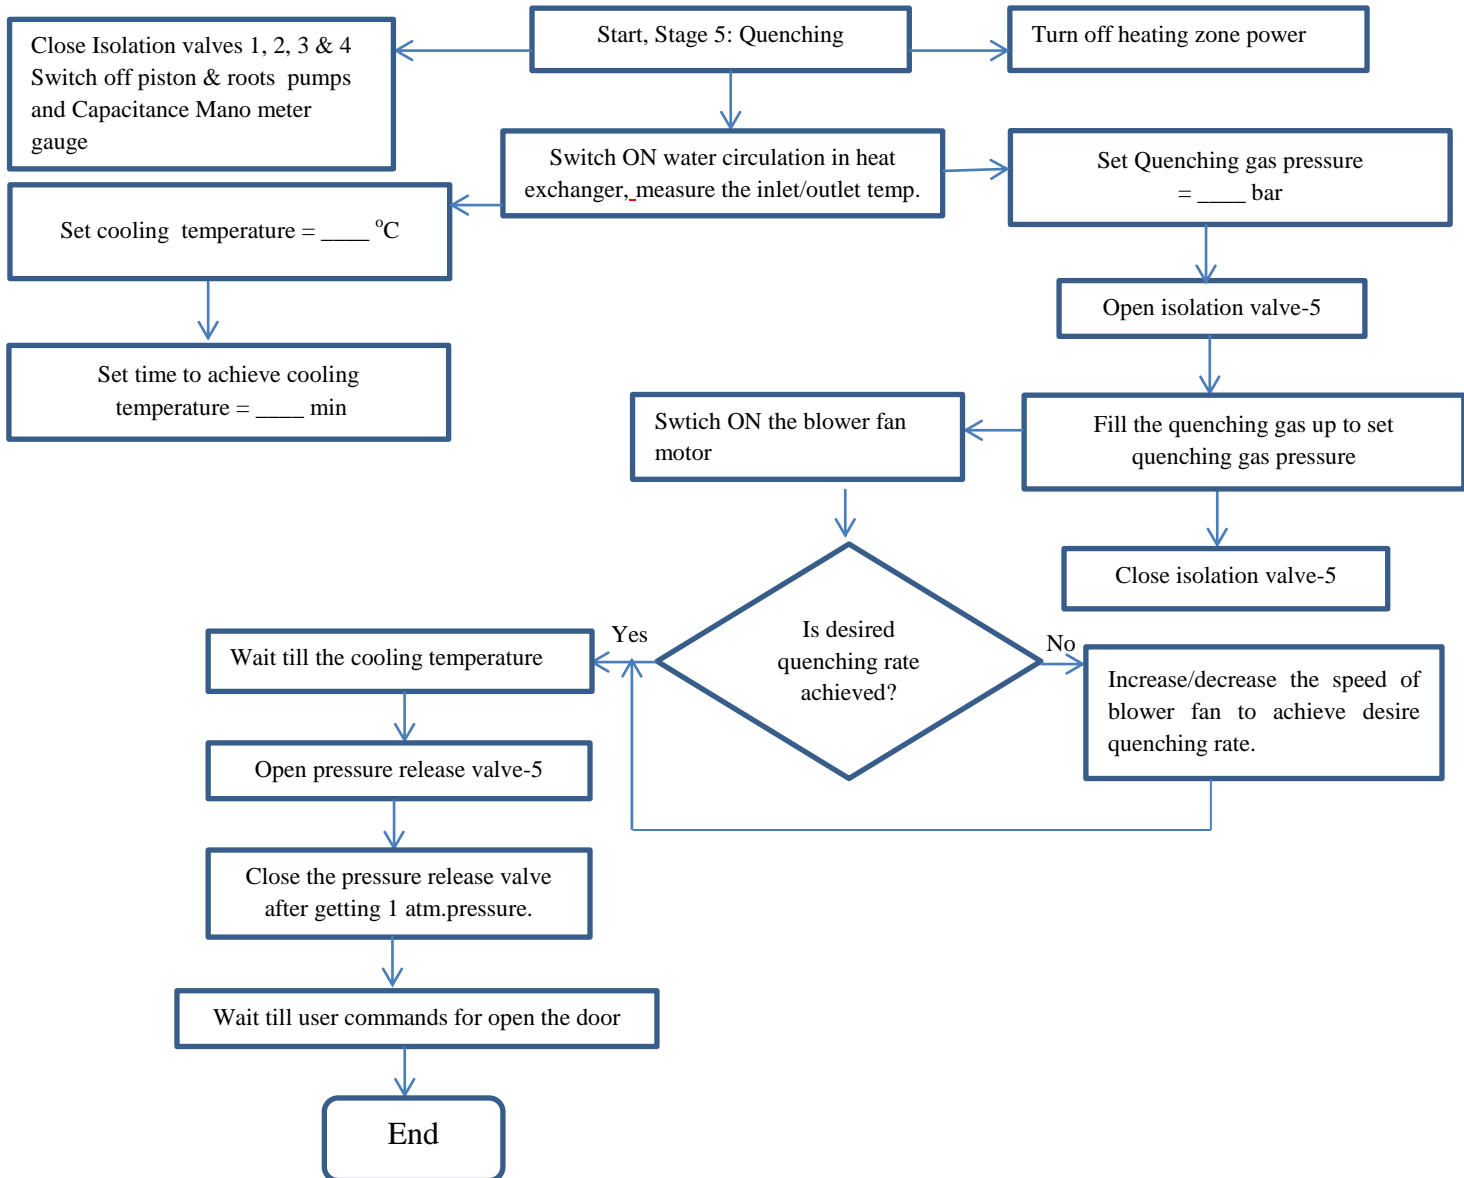 Close Isolation valves 1, 2, 3 & 4
Switch off piston & roots pumps
and Capacitance Mano meter
gauge
Start, Stage 5: Quenching
Turn off heating zone power
Switch ON water circulation in heat
exchanger, measure the inlet/outlet temp.
Set Quenching gas pressure
= ____ bar
Set cooling temperature = ____ °C
Open isolation valve-5
Set time to achieve cooling
temperature = ____ min
Swtich ON the blower fan
motor
Fill the quenching gas up to set
quenching gas pressure
Close isolation valve-5
Is desired
quenching rate
achieved?
Yes
No
Wait till the cooling temperature
Increase/decrease the speed of
blower fan to achieve desire
quenching rate.
Open pressure release valve-5
Close the pressure release valve
after getting 1 atm.pressure.
Wait till user commands for open the door
End